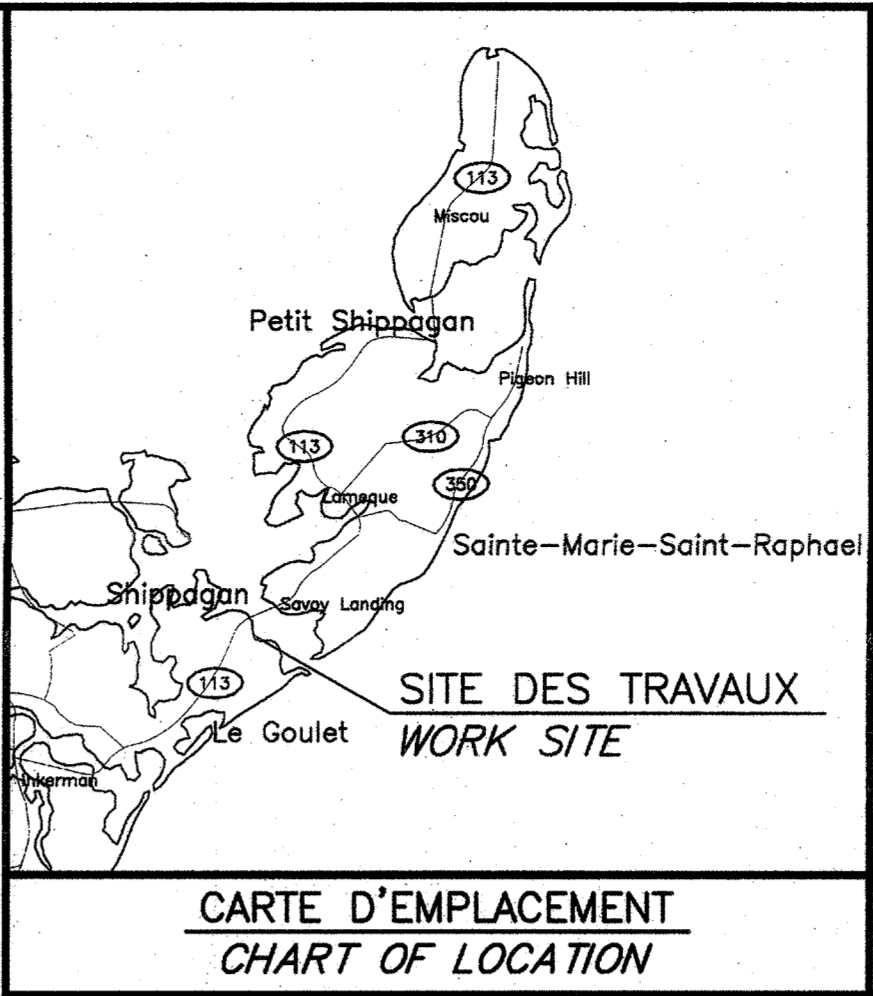 113
Miscou
Petit Shippagan
Pigeon Hill
310
113
350
Lameque
Sainte-Marie-Saint-Raphael
Shippagan
Savoy Landing
113
SITE DES TRAVAUX
WORK SITE
Le Goulet
Inkerman
CARTE D'EMPLACEMENT
CHART OF LOCATION